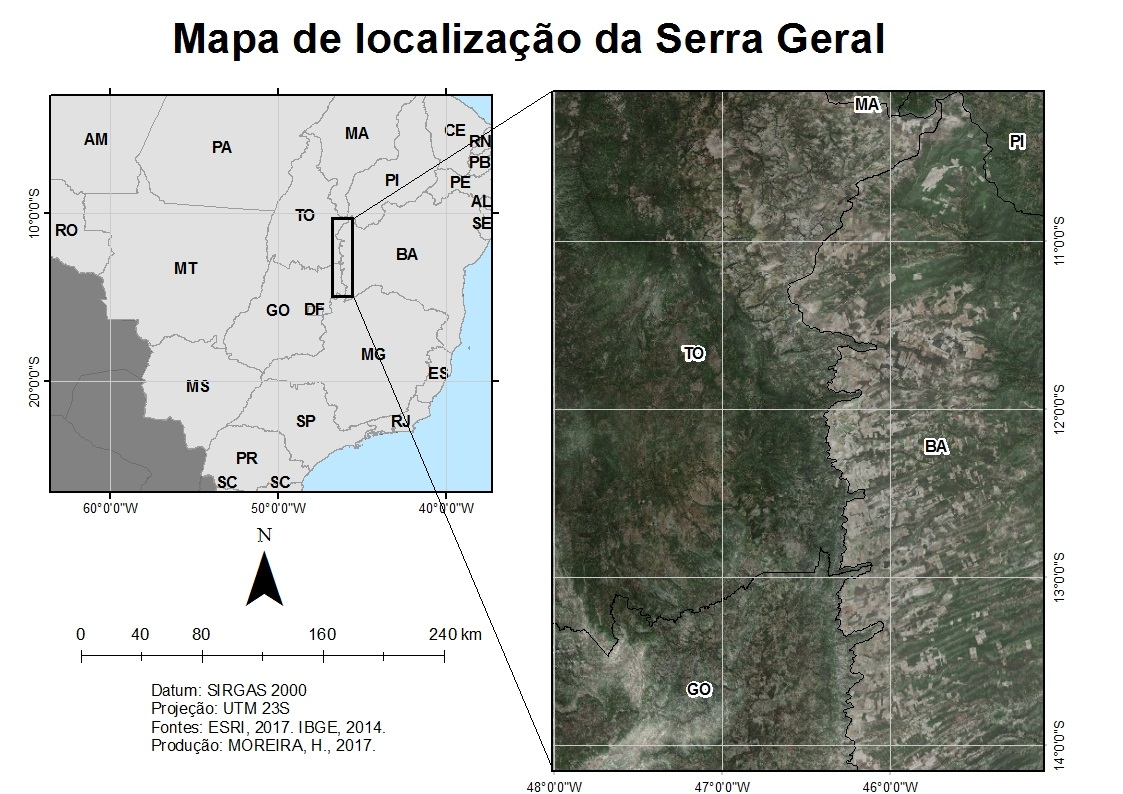 Mapa de localização da Serra Geral
AM
PA
MA
CE
RN
PB
PI
PE
AL
TO
SE
RO
BA
MT
GO
DF
MG
ES
MS
SP
RJ
PR
SC
SC
10°0'0"S
20°0'0"S
60°0'0"W
50°0'0"W
40°0'0"W
N
0 40 80 160 240 km
Datum: SIRGAS 2000
Projeção: UTM 23S
Fontes: ESRI, 2017. IBGE, 2014.
Produção: MOREIRA, H., 2017.
MA
PI
TO
BA
GO
11°0'0"S
12°0'0"S
13°0'0"S
14°0'0"S
48°0'0"W
47°0'0"W
46°0'0"W